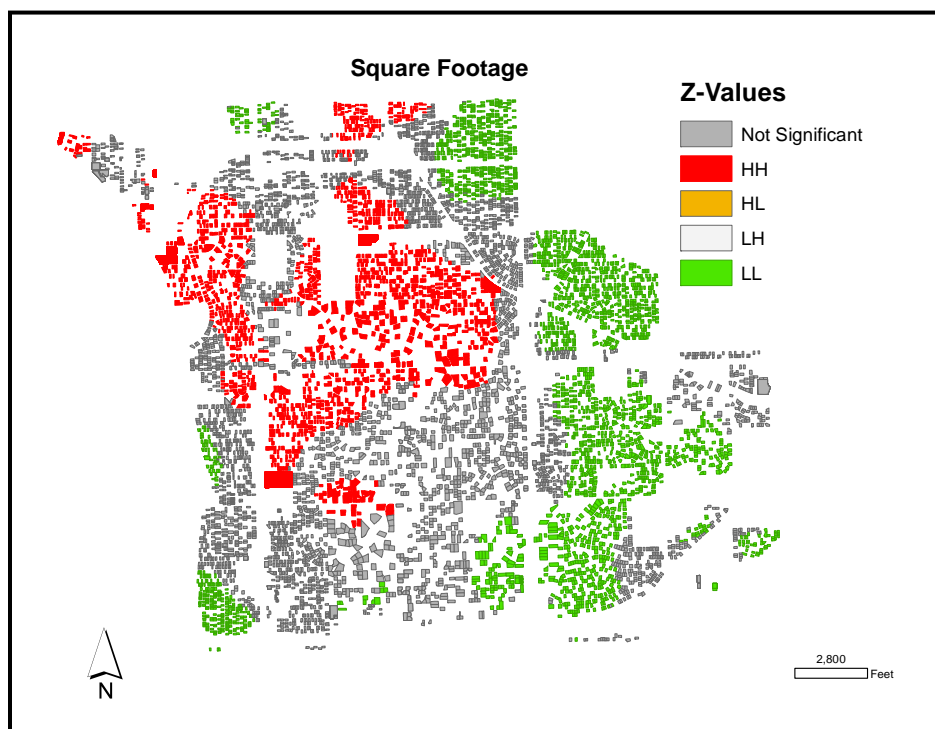 Square Footage
Z-Values
Not Significant
HH
HL
LH
LL
N
2,800
Feet